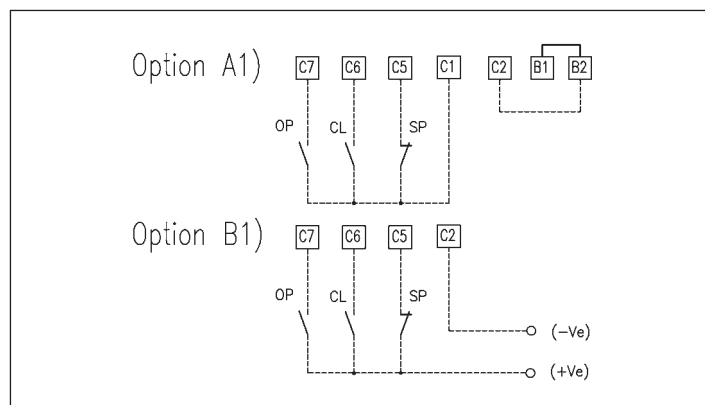 Option A1) C7 C6 C5 C1 C2 B1 B2
OP CL SP
Option B1) C7 C6 C5 C2
OP CL SP
(-Ve)
(+Ve)